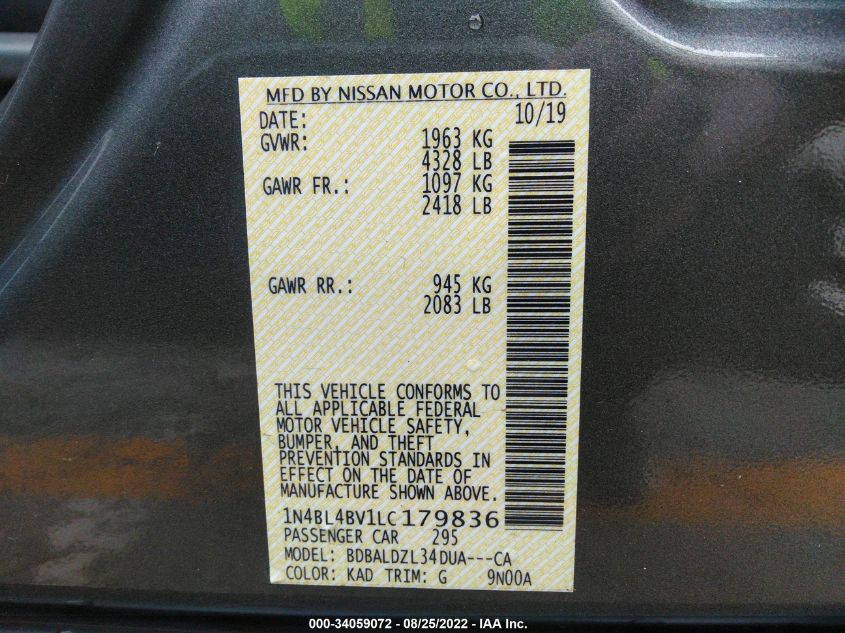 MFD BY NISSAN MOTOR CO., LTD.
DATE: 10/19
GVWR: 1963 KG
4328 LB
GAWR FR.: 1097 KG
2418 LB
GAWR RR.: 945 KG
2083 LB
THIS VEHICLE CONFORMS TO
ALL APPLICABLE FEDERAL
MOTOR VEHICLE SAFETY,
BUMPER, AND THEFT
PREVENTION STANDARDS IN
EFFECT ON THE DATE OF
MANUFACTURE SHOWN ABOVE.
1N4BL4BV1LC179836
PASSENGER CAR 295
MODEL: BDBALDZL34DUA---CA
COLOR: KAD TRIM: G 9N00A
000-34059072 - 08/25/2022 - IAA Inc.